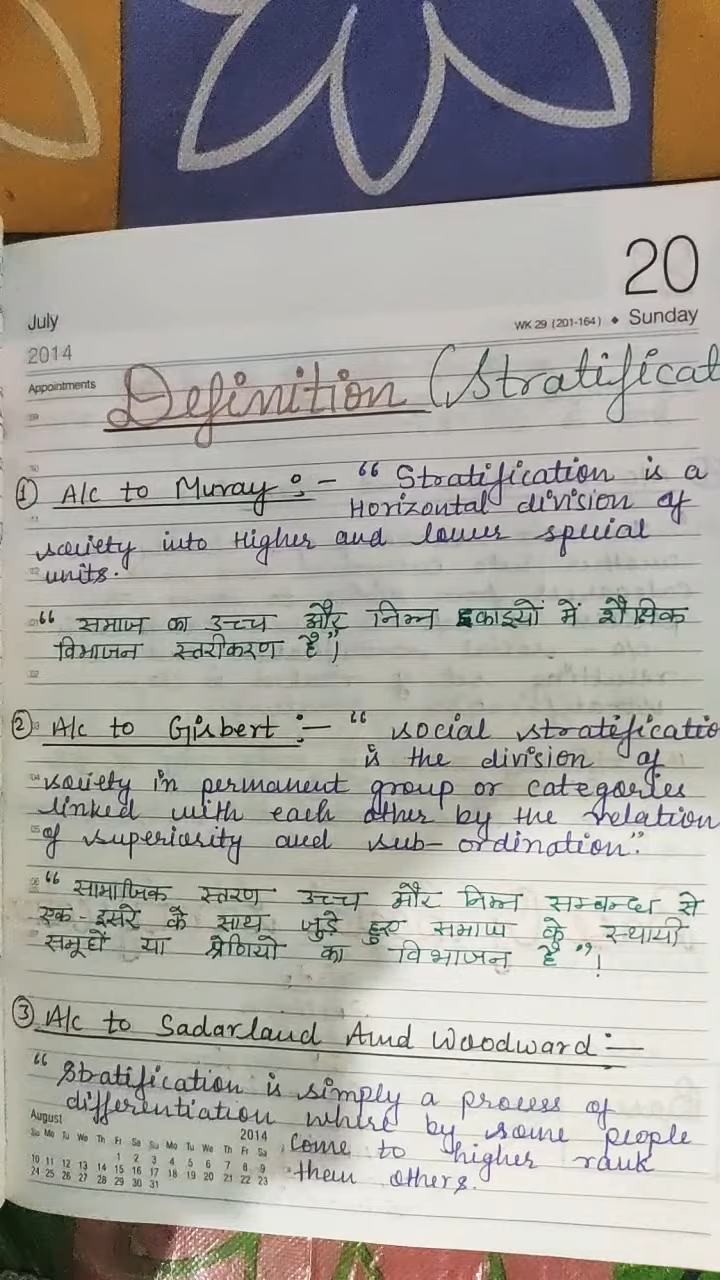 20
July
WK 29 (201-164) ♦ Sunday
2014
Appointments
Definition (Stratificat
① A/c to Muray :- “ Stratification is a
Horizontal division of
society into Higher and lower special
units.
“ समाज का उच्च और निम्न इकाइयों में शैक्षिक
विभाजन स्तरीकरण है”।
② A/c to Gisbert :- “ social stratificatio
is the division of
society in permanent group or categories
linked with each other by the relation
of superiosity and sub-ordination”.
“ सामाजिक स्तरण उच्च और निम्न सम्बन्ध से
एक-दूसरे के साथ जुड़े हुए समाज के स्थायी
समूहों या श्रेणियों का विभाजन है ”।
③ A/c to Sadarland And Woodward :-
“ Stratification is simply a process of
differentiation where by some people
come to higher rank
them others.
August 2014
Su Mo Tu We Th Fr Sa Su Mo Tu We Th Fr Sa
1 2 3 4 5 6 7 8 9
10 11 12 13 14 15 16 17 18 19 20 21 22 23
24 25 26 27 28 29 30 31